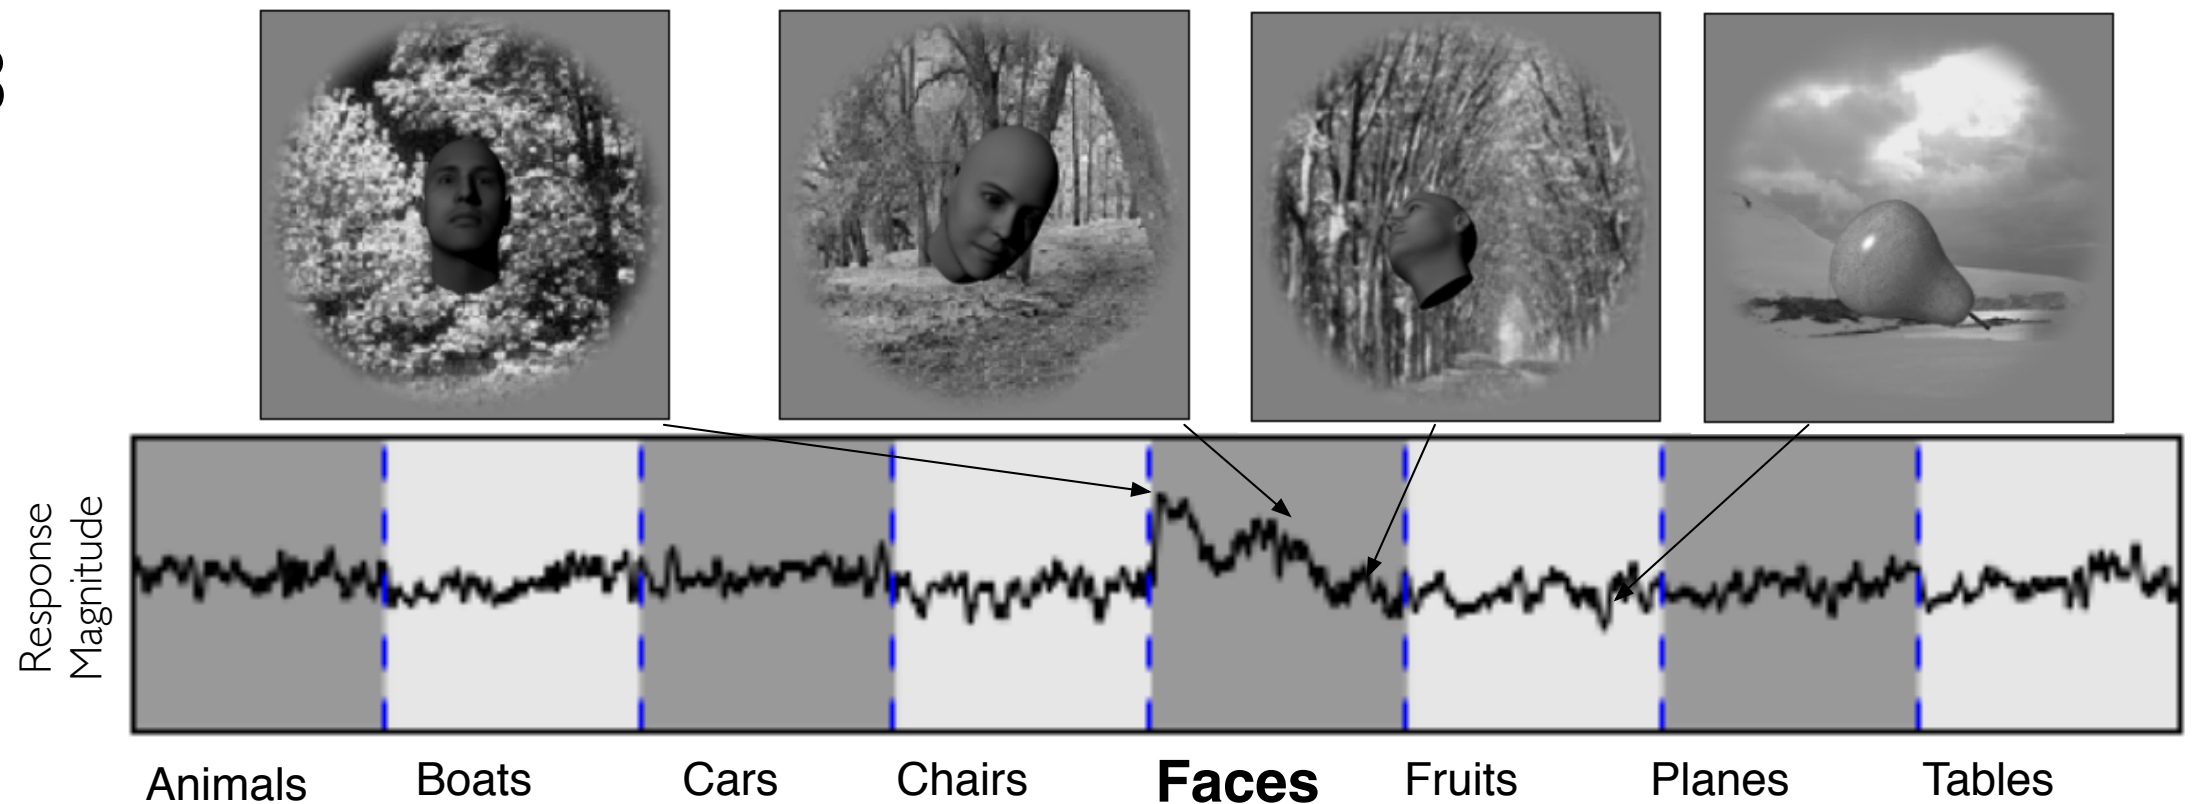 Response
Magnitude
Animals Boats Cars Chairs Faces Fruits Planes Tables